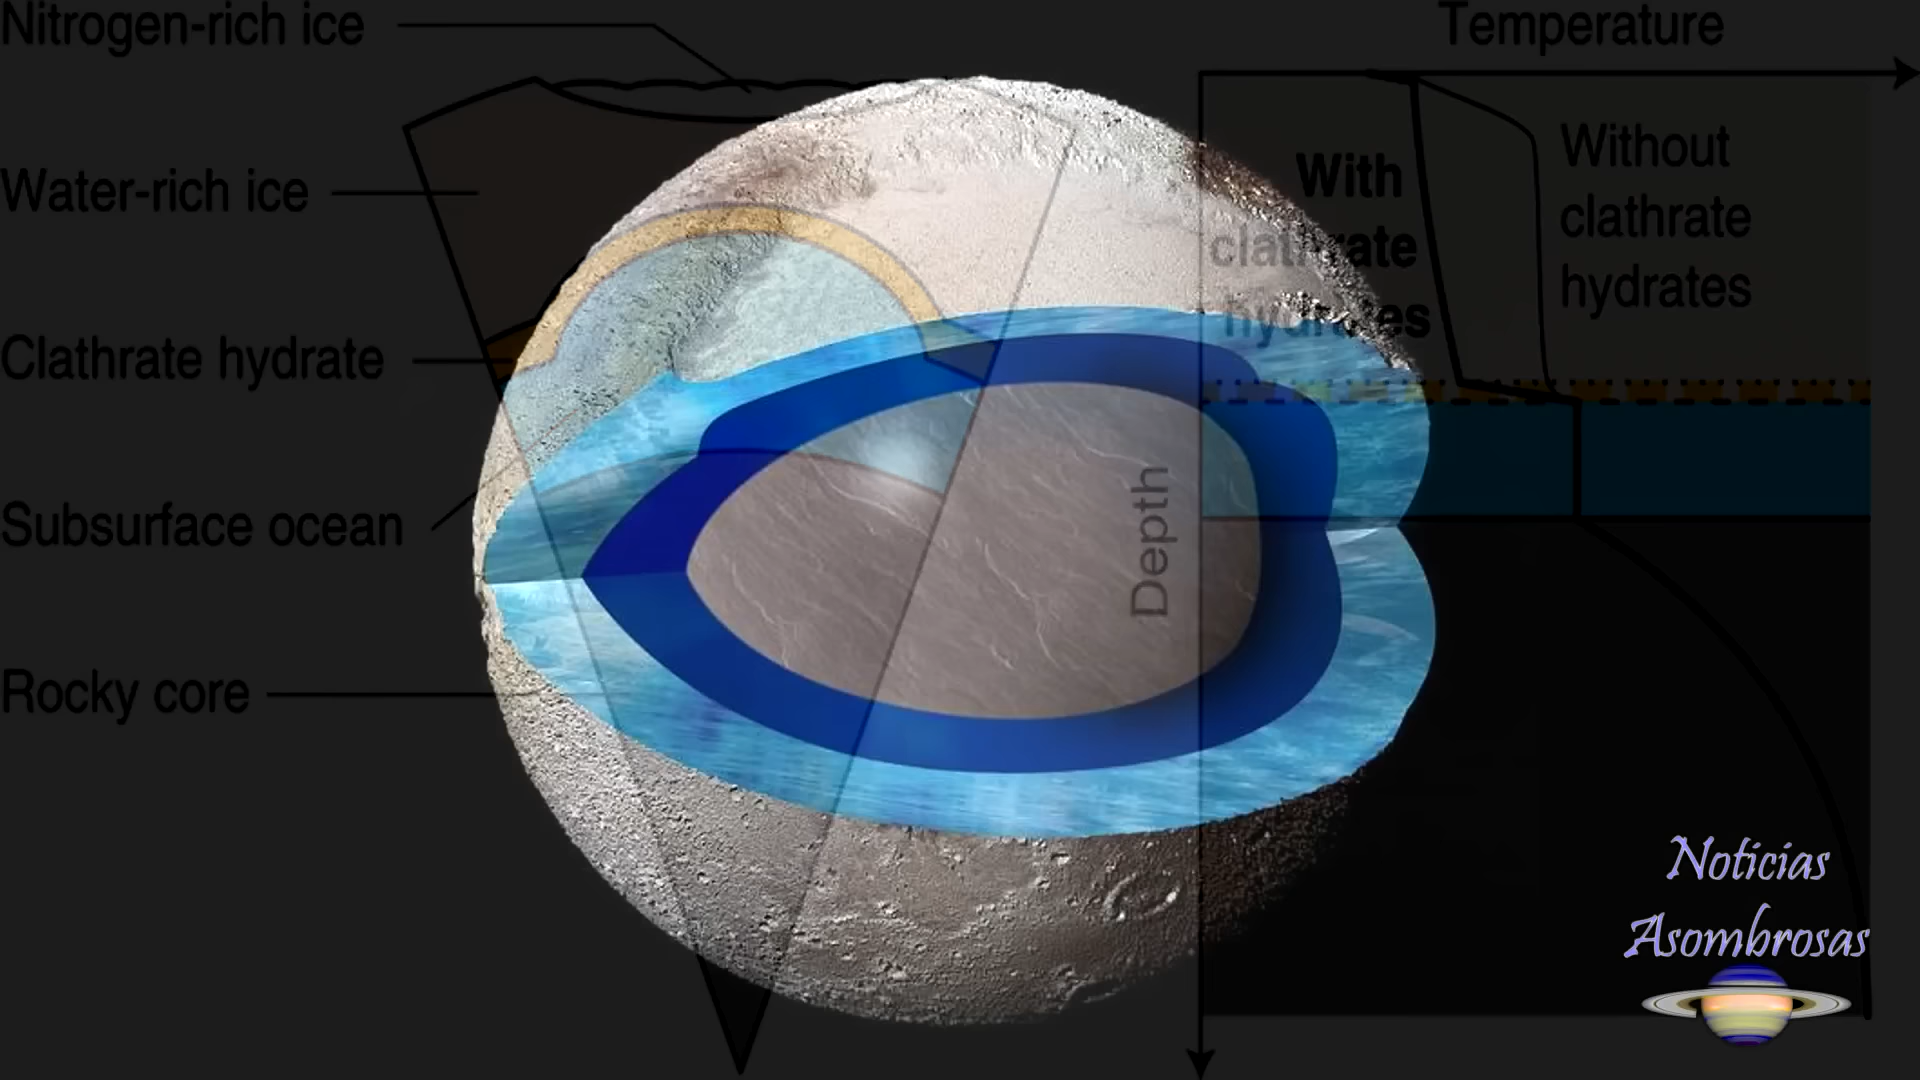 Nitrogen-rich ice
Water-rich ice
Clathrate hydrate
Subsurface ocean
Rocky core
Temperature
With
clathrate
hydrates
Without
clathrate
hydrates
Depth
Noticias
Asombrosas